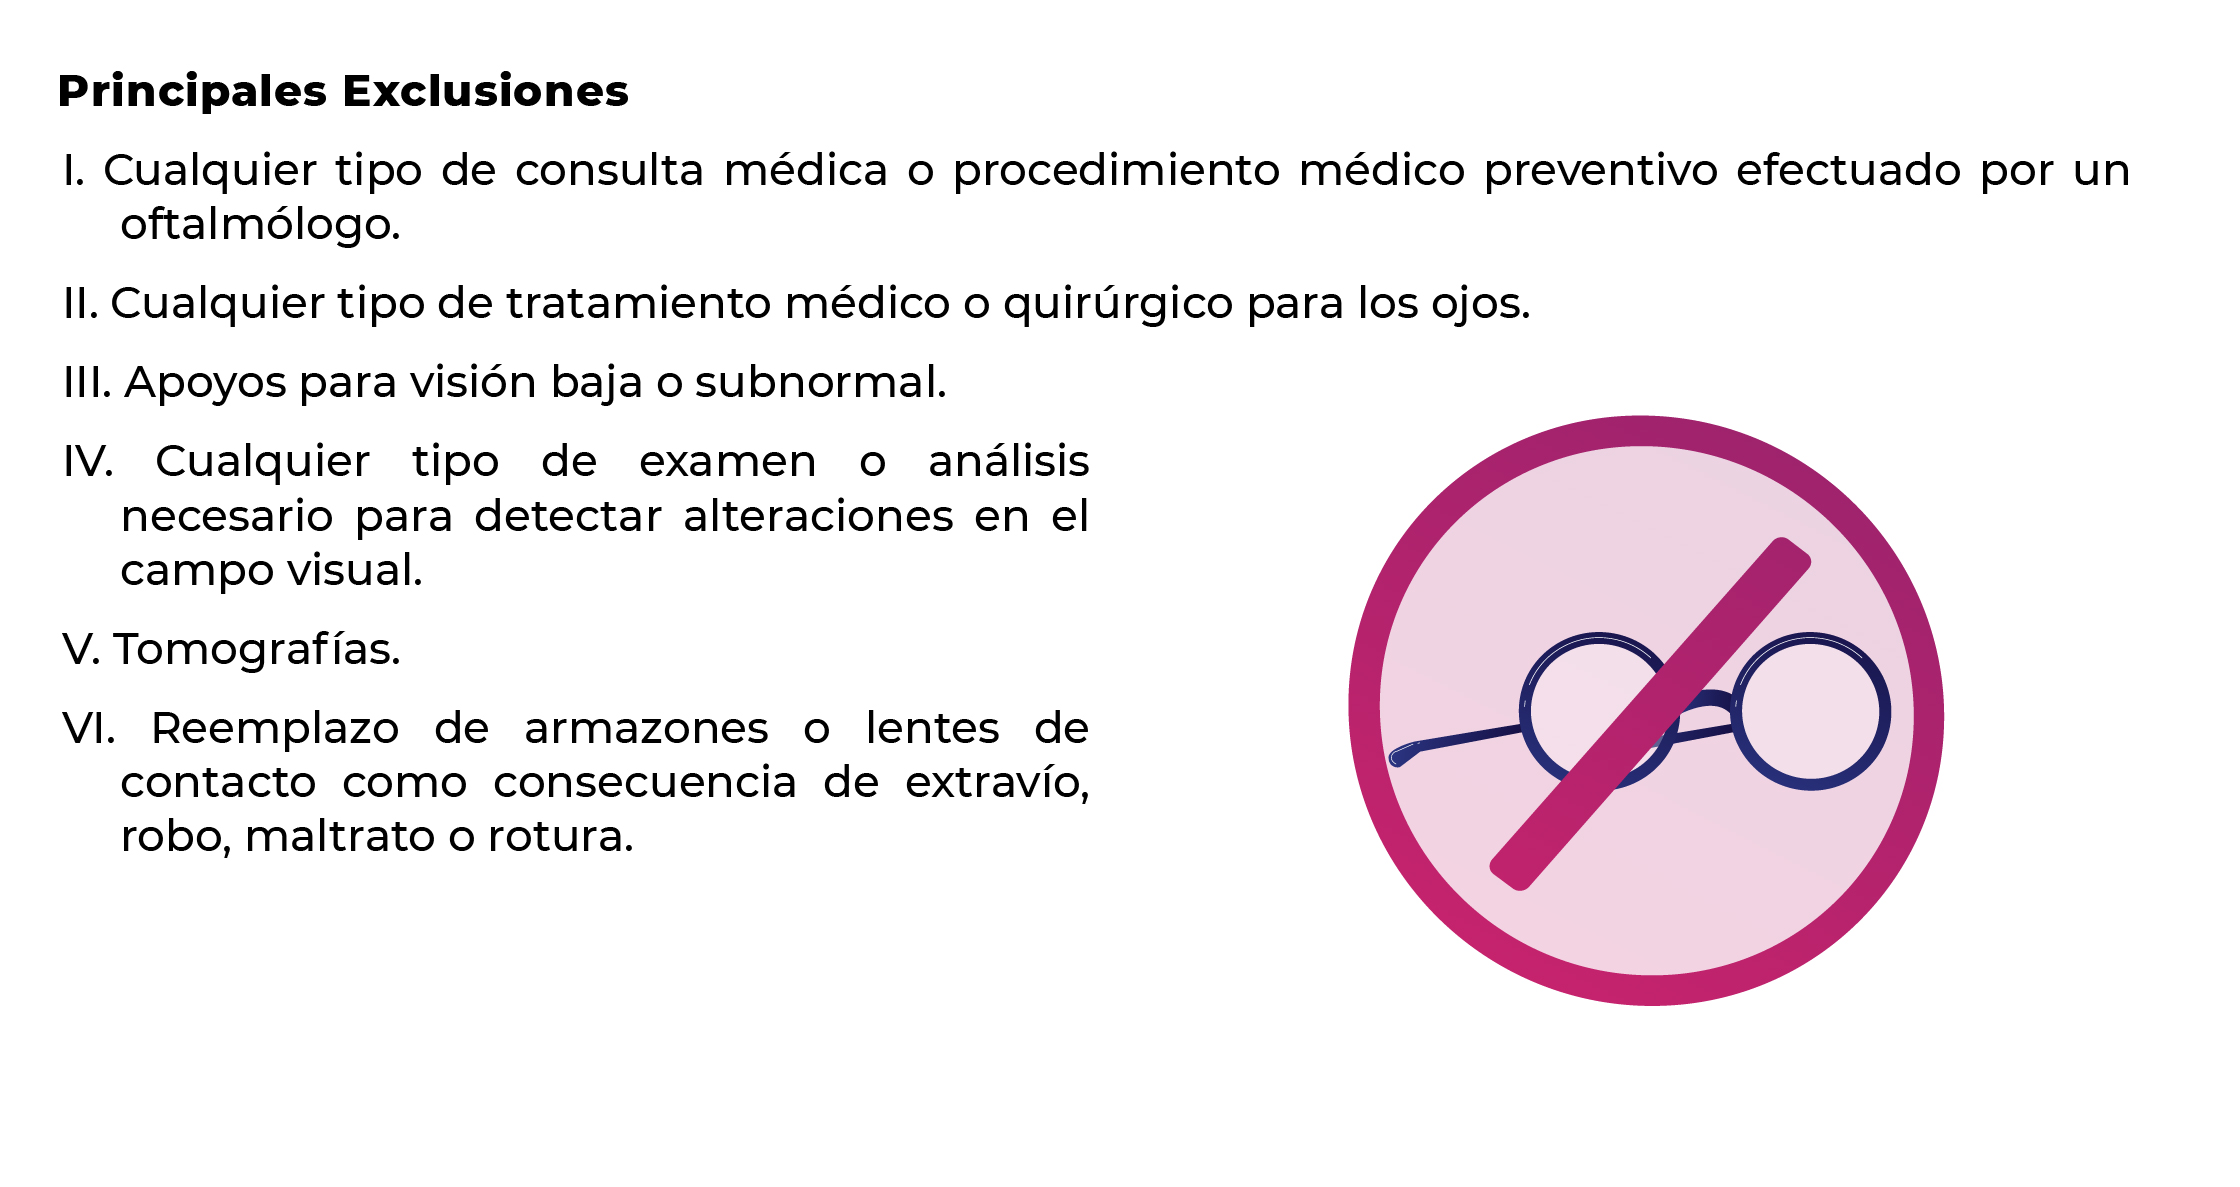 Principales Exclusiones
I. Cualquier tipo de consulta médica o procedimiento médico preventivo efectuado por un
oftalmólogo.
II. Cualquier tipo de tratamiento médico o quirúrgico para los ojos.
III. Apoyos para visión baja o subnormal.
IV. Cualquier tipo de examen o análisis
necesario para detectar alteraciones en el
campo visual.
V. Tomografías.
VI. Reemplazo de armazones o lentes de
contacto como consecuencia de extravío,
robo, maltrato o rotura.